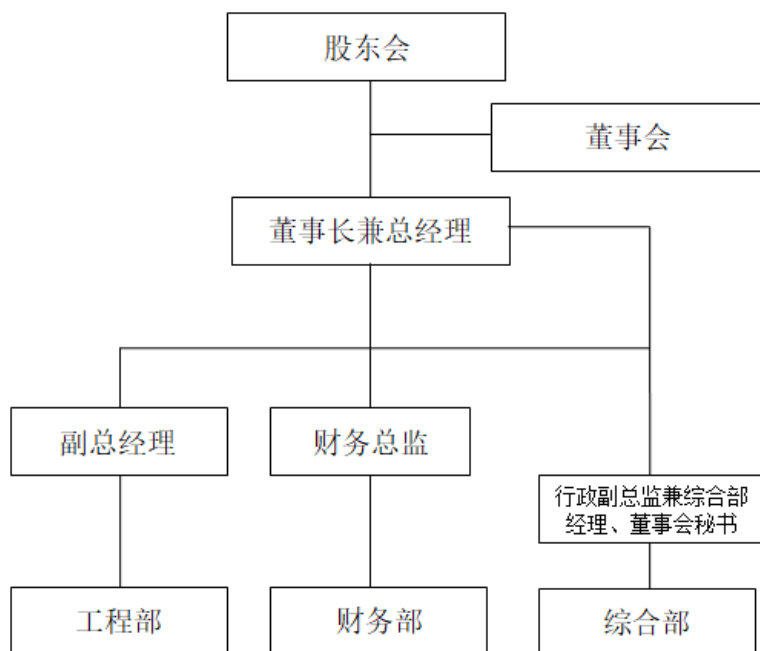 股东会
董事会
董事长兼总经理
副总经理
财务总监
行政副总监兼综合部
经理、董事会秘书
工程部
财务部
综合部